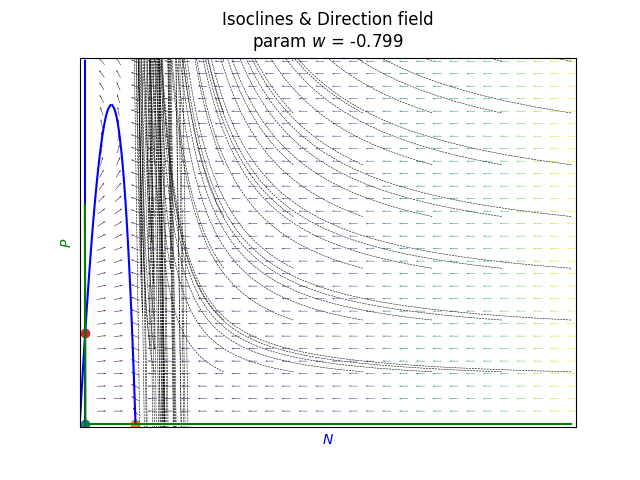 Isoclines & Direction field
param w = -0.799
P
N